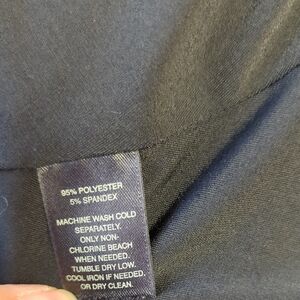 95% POLYESTER
5% SPANDEX
MACHINE WASH COLD
SEPARATELY.
ONLY NON-
CHLORINE BEACH
WHEN NEEDED.
TUMBLE DRY LOW.
COOL IRON IF NEEDED.
OR DRY CLEAN.